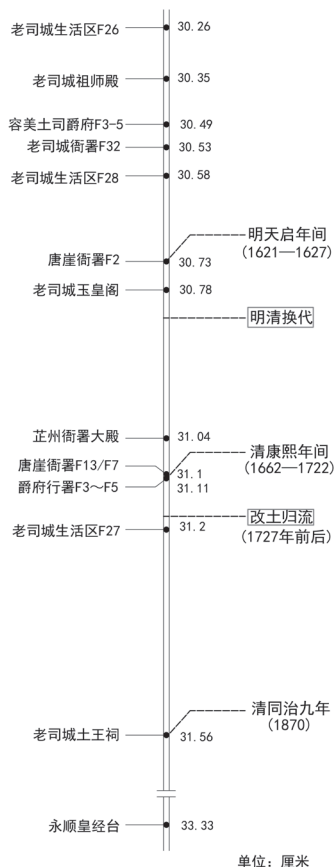 老司城生活区F26 30.26
老司城祖师殿 30.35
容美土司爵府F3-5 30.49
老司城衙署F32 30.53
老司城生活区F28 30.58
明天启年间
(1621—1627)
唐崖衙署F2 30.73
老司城玉皇阁 30.78
明清换代
芷州衙署大殿 31.04
清康熙年间
(1662—1722)
唐崖衙署F13/F7 31.1
爵府行署F3～F5 31.11
改土归流
(1727年前后)
老司城生活区F27 31.2
清同治九年
(1870)
老司城土王祠 31.56
永顺皇经台 33.33
单位：厘米